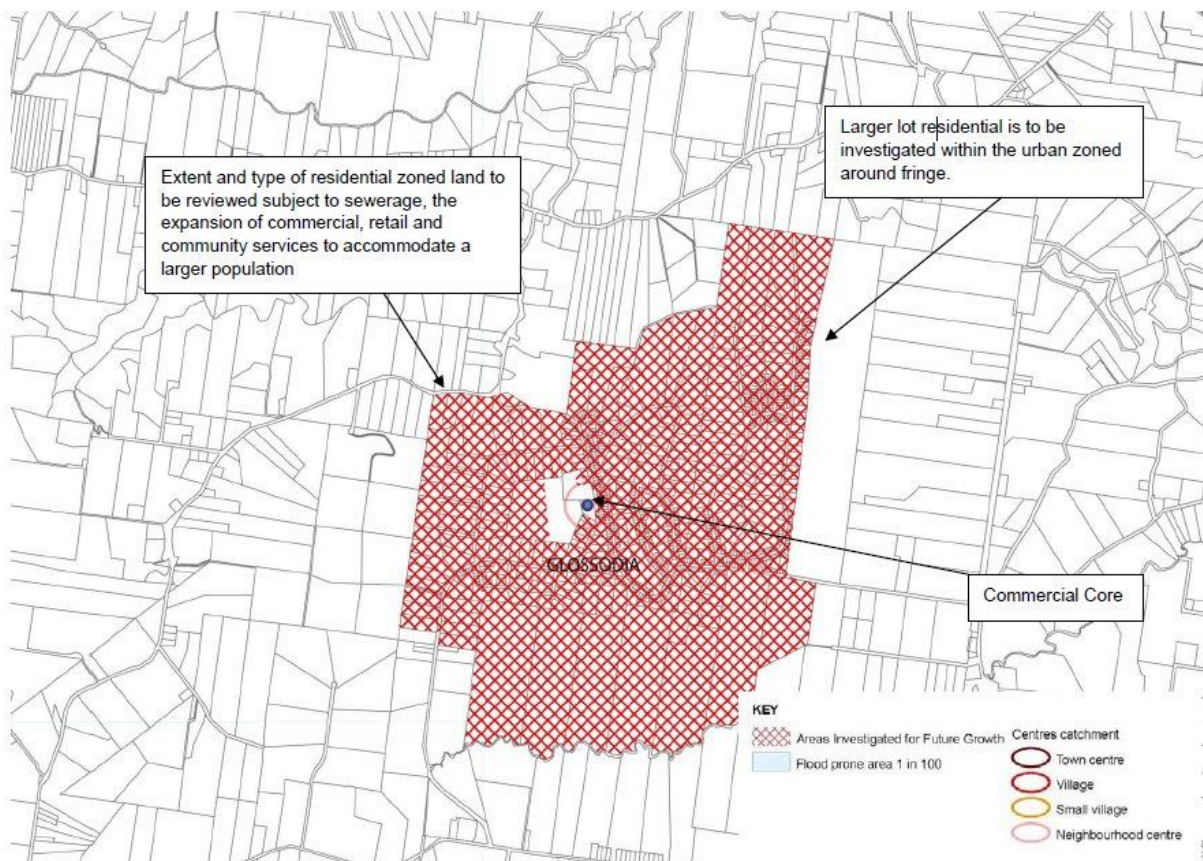 Extent and type of residential zoned land to
be reviewed subject to sewerage, the
expansion of commercial, retail and
community services to accommodate a
larger population
Larger lot residential is to be
investigated within the urban zoned
around fringe.
GLOSSODIA
Commercial Core
KEY
Areas Investigated for Future Growth
Flood prone area 1 in 100
Centres catchment
Town centre
Village
Small village
Neighbourhood centre